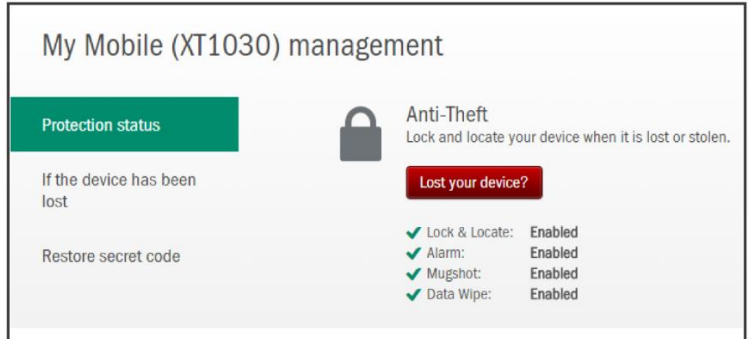 My Mobile (XT1030) management
Protection status
If the device has been
lost
Restore secret code
Anti-Theft
Lock and locate your device when it is lost or stolen.
Lost your device?
Lock & Locate: Enabled
Alarm: Enabled
Mugshot: Enabled
Data Wipe: Enabled